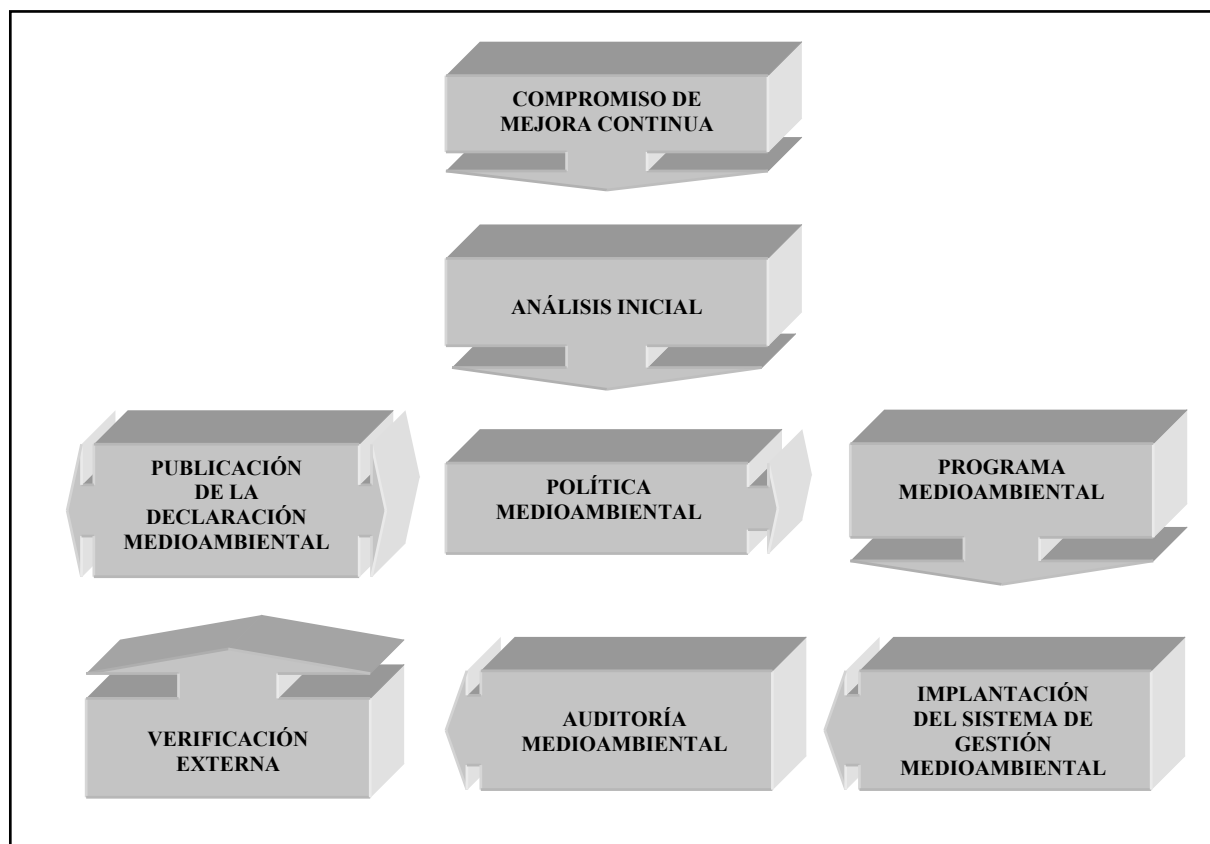 COMPROMISO DE
MEJORA CONTINUA
ANÁLISIS INICIAL
PUBLICACIÓN
DE LA
DECLARACIÓN
MEDIOAMBIENTAL
POLÍTICA
MEDIOAMBIENTAL
PROGRAMA
MEDIOAMBIENTAL
VERIFICACIÓN
EXTERNA
AUDITORÍA
MEDIOAMBIENTAL
IMPLANTACIÓN
DEL SISTEMA DE
GESTIÓN
MEDIOAMBIENTAL